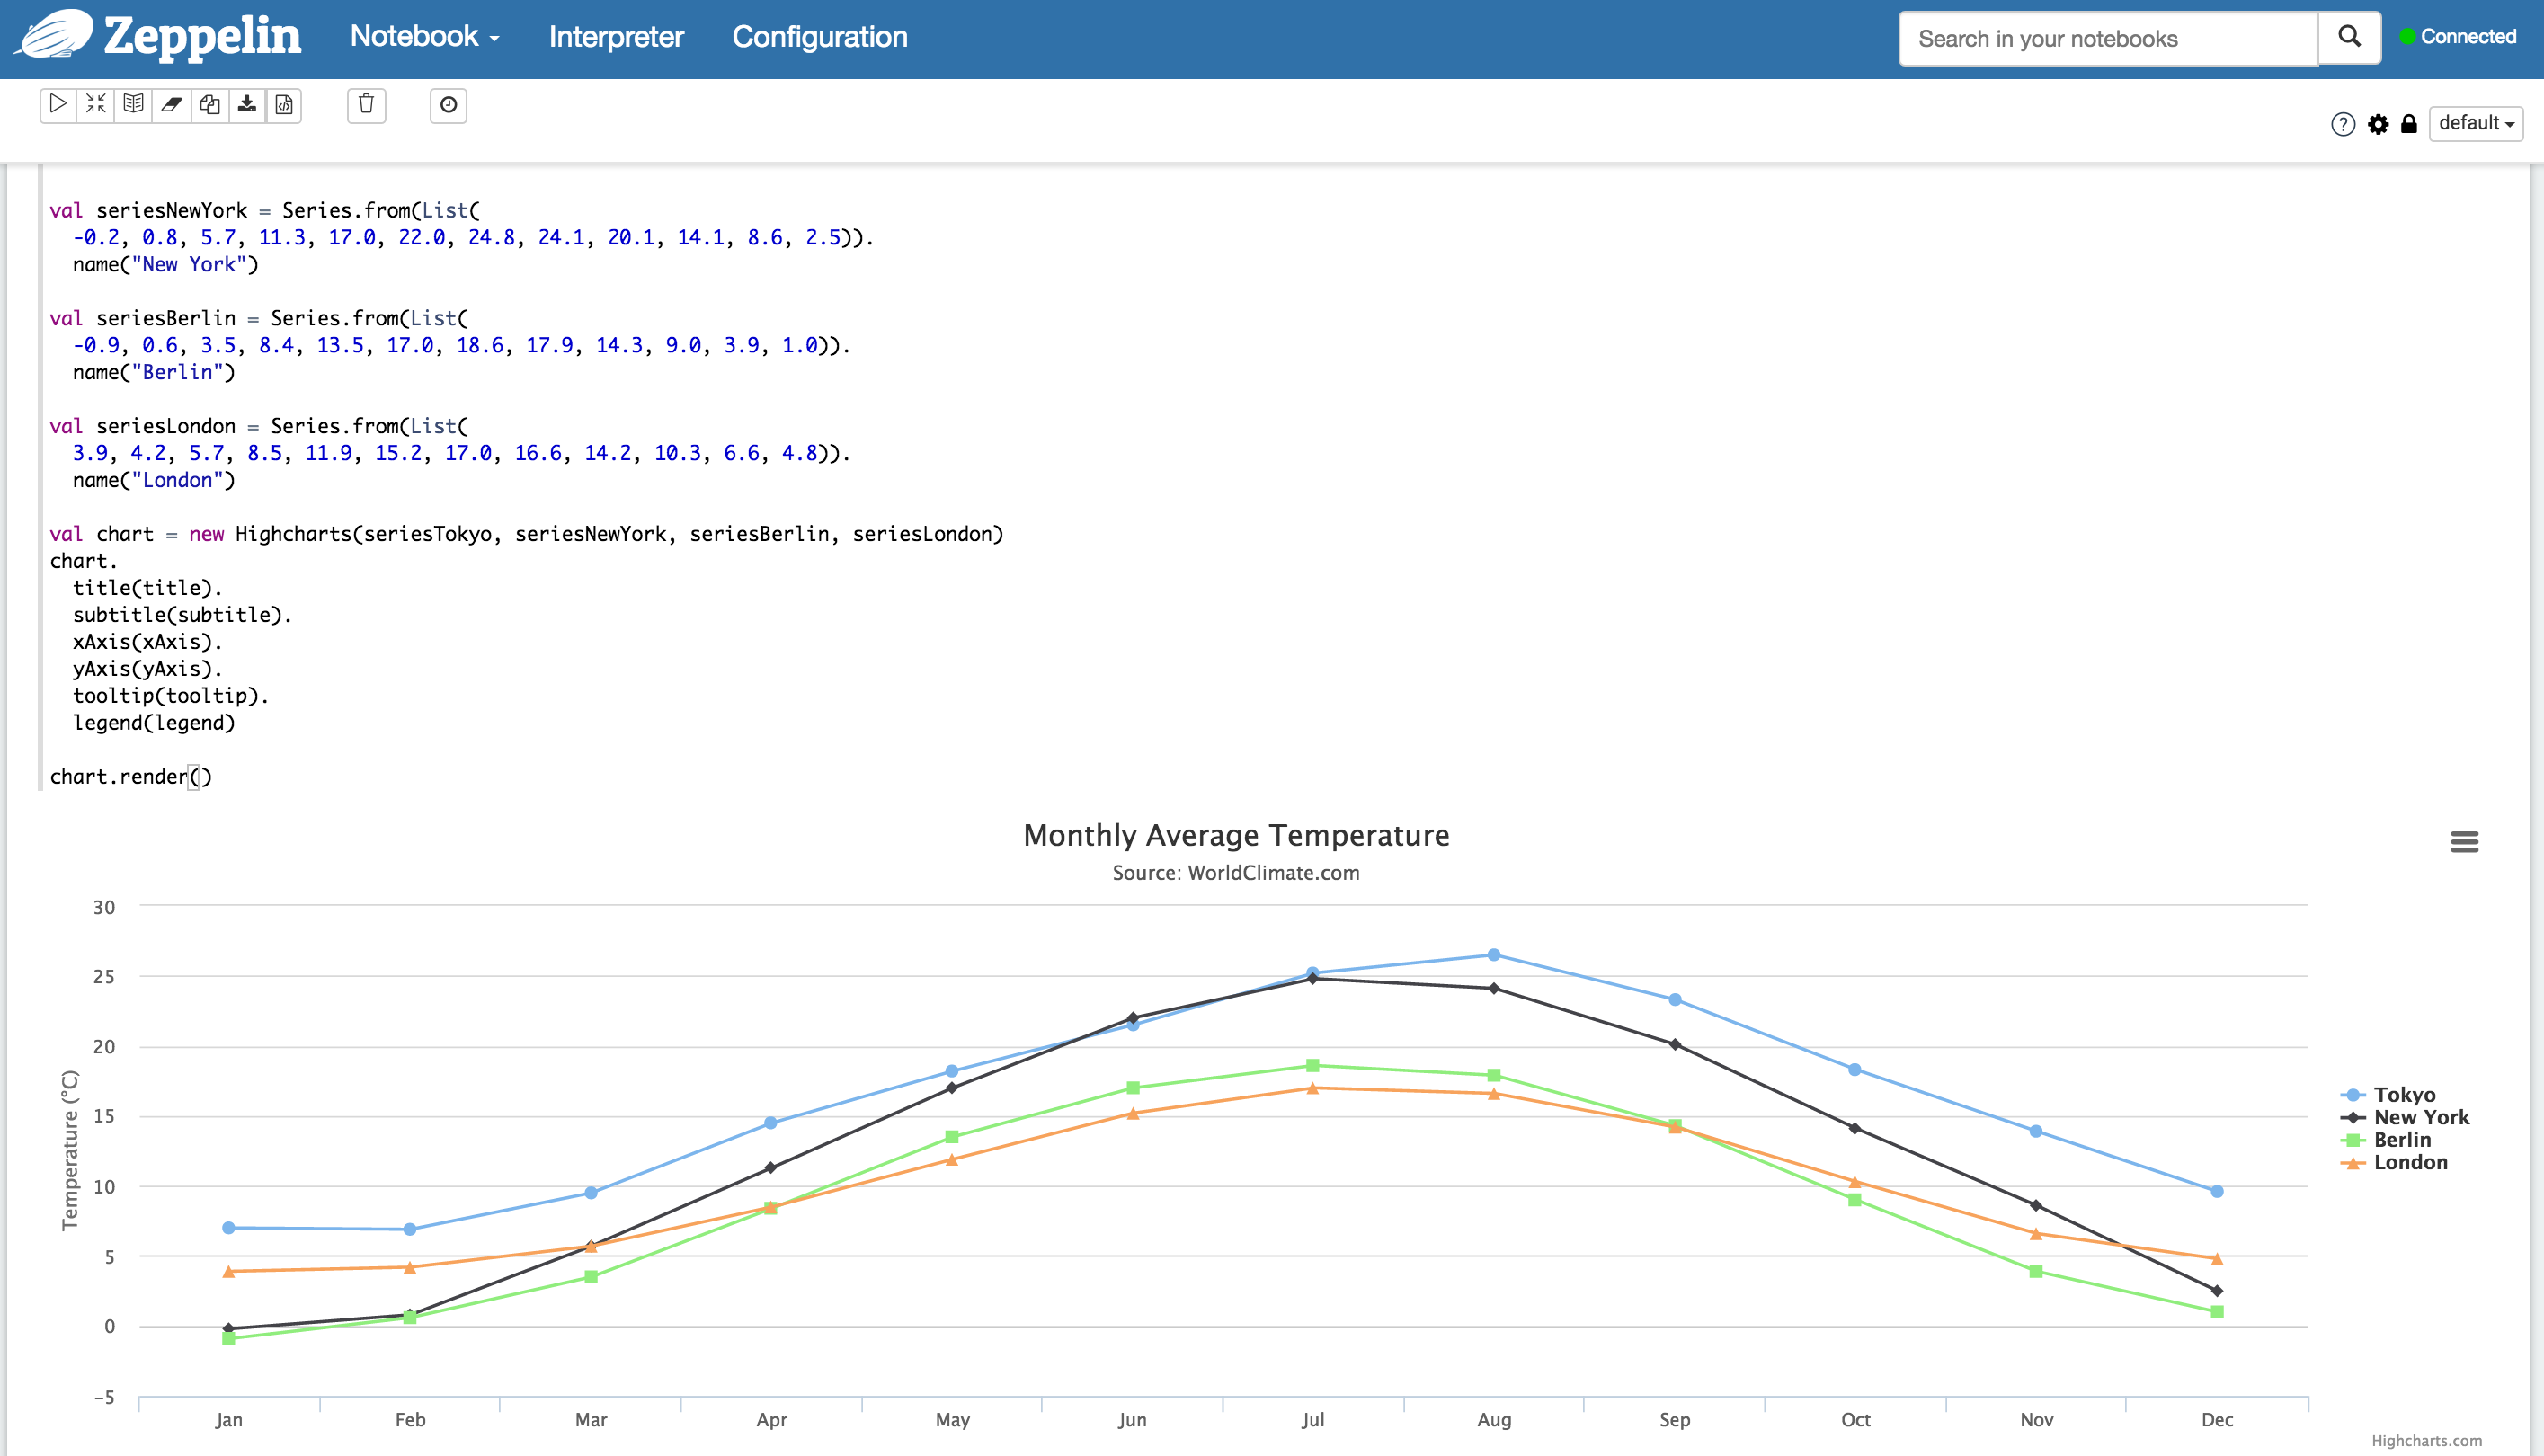 Zeppelin Notebook Interpreter Configuration Search in your notebooks Connected
default
val seriesNewYork = Series.from(List(
-0.2, 0.8, 5.7, 11.3, 17.0, 22.0, 24.8, 24.1, 20.1, 14.1, 8.6, 2.5)).
name("New York")
val seriesBerlin = Series.from(List(
-0.9, 0.6, 3.5, 8.4, 13.5, 17.0, 18.6, 17.9, 14.3, 9.0, 3.9, 1.0)).
name("Berlin")
val seriesLondon = Series.from(List(
3.9, 4.2, 5.7, 8.5, 11.9, 15.2, 17.0, 16.6, 14.2, 10.3, 6.6, 4.8)).
name("London")
val chart = new Highcharts(seriesTokyo, seriesNewYork, seriesBerlin, seriesLondon)
chart.
title(title).
subtitle(subtitle).
xAxis(xAxis).
yAxis(yAxis).
tooltip(tooltip).
legend(legend)
chart.render()
Monthly Average Temperature
Source: WorldClimate.com
Temperature (°C)
30
25
20
15
10
5
0
-5
Jan Feb Mar Apr May Jun Jul Aug Sep Oct Nov Dec
Tokyo
New York
Berlin
London
Highcharts.com